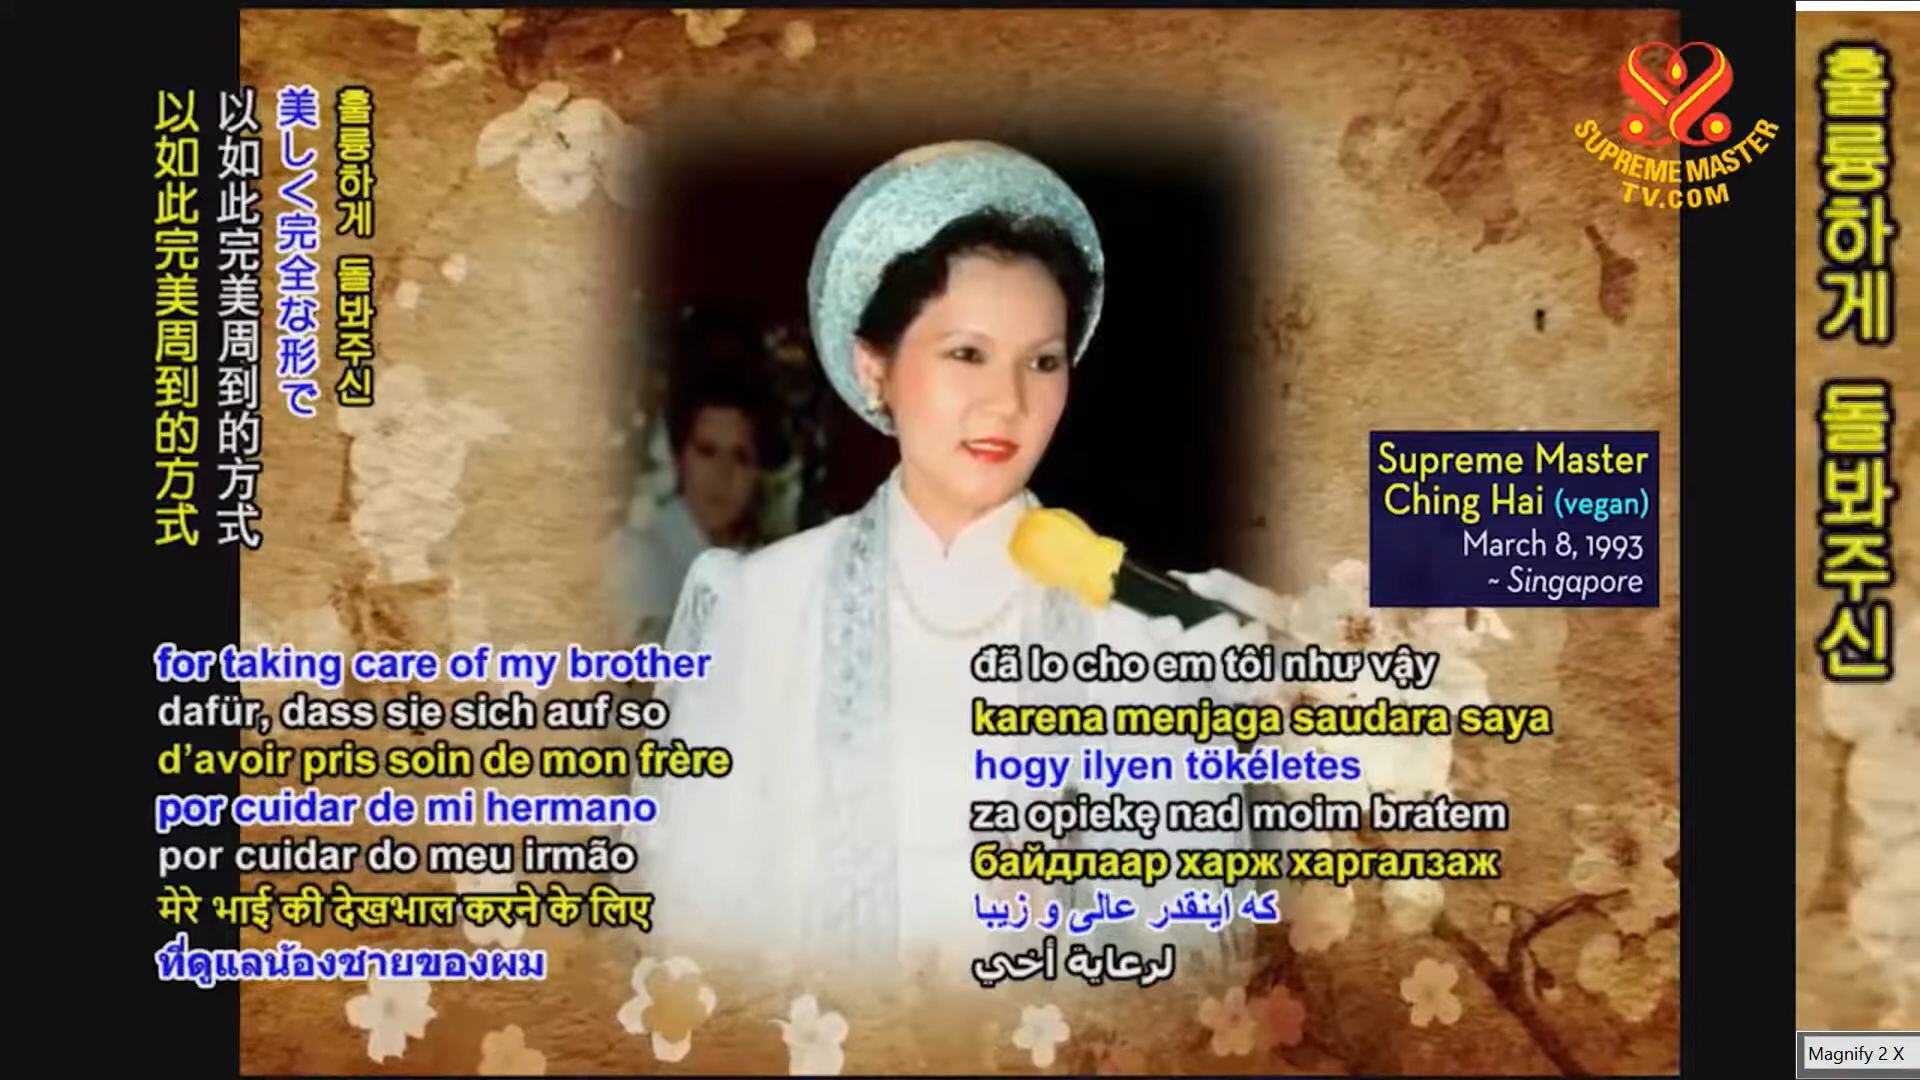 以如此完美周到的方式
以如此完美周到的方式
美しく完全な形で
훌륭하게 돌봐주신
SUPREME MASTER
TV.COM
Supreme Master
Ching Hai (vegan)
March 8, 1993
~ Singapore
for taking care of my brother
dafür, dass sie sich auf so
d’avoir pris soin de mon frère
por cuidar de mi hermano
por cuidar do meu irmão
मेरे भाई की देखभाल करने के लिए
ที่ดูแลน้องชายของผม
đã lo cho em tôi như vậy
karena menjaga saudara saya
hogy ilyen tökéletes
za opiekę nad moim bratem
байдлаар харж харгалзаж
که اینقدر عالی و زیبا
لرعاية أخي
훌륭하게 돌봐주신
Magnify 2 X